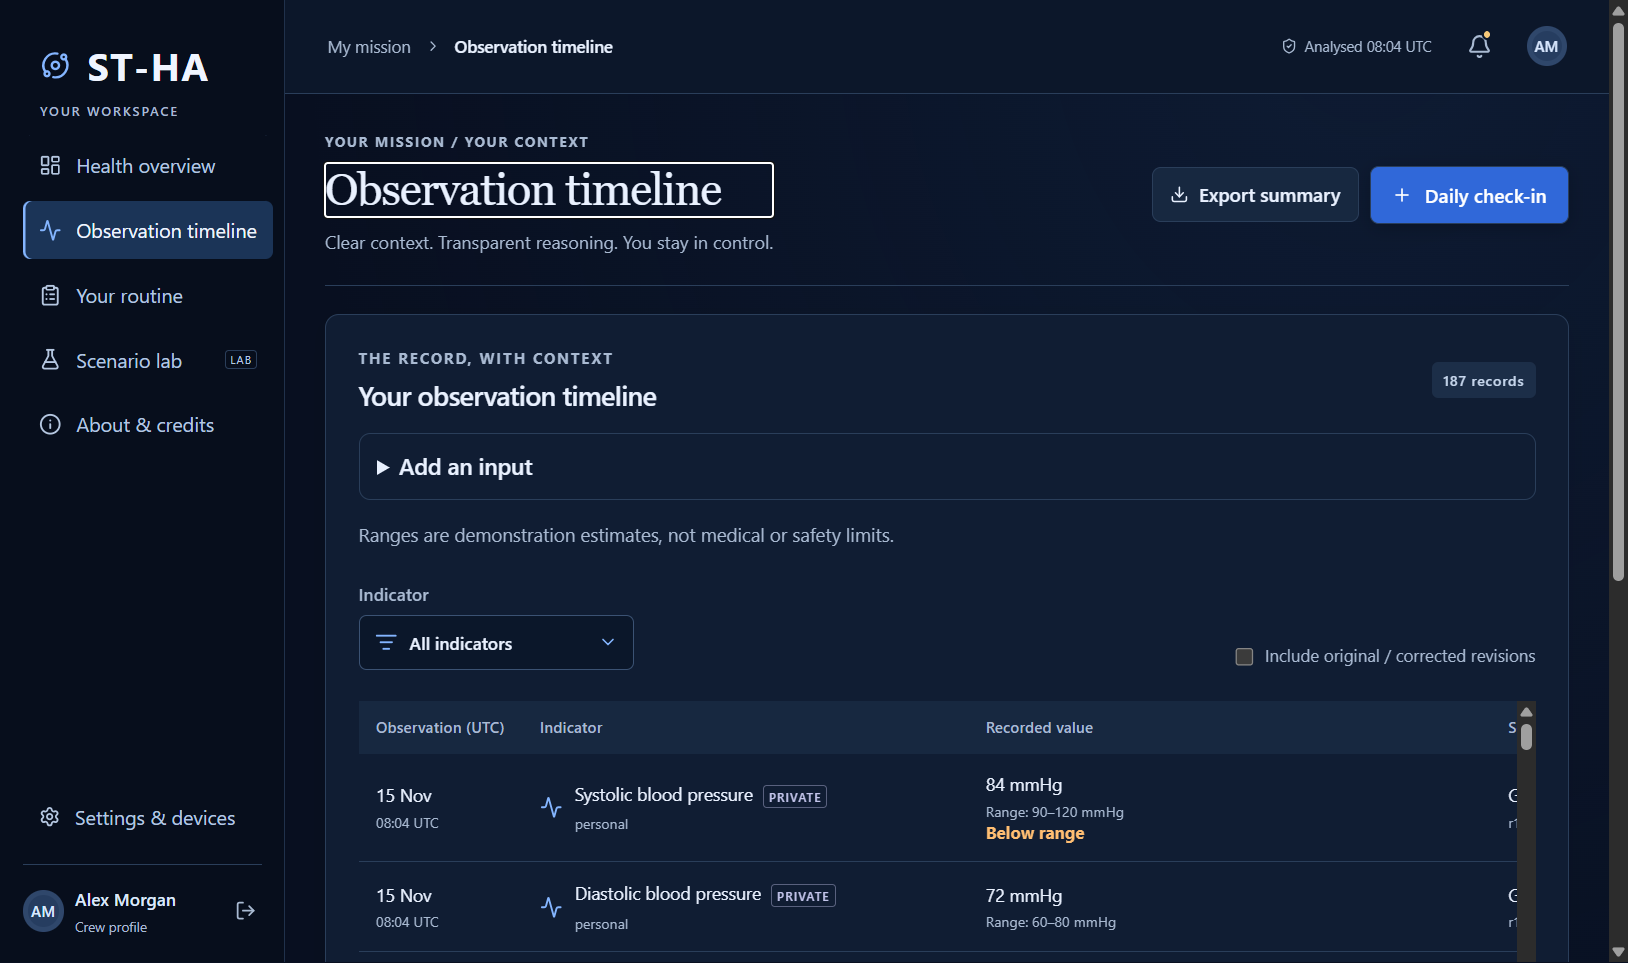 ST-HA
YOUR WORKSPACE
Health overview
Observation timeline
Your routine
Scenario lab LAB
About & credits
Settings & devices
AM
Alex Morgan
Crew profile
My mission > Observation timeline
Analysed 08:04 UTC
AM
YOUR MISSION / YOUR CONTEXT
Observation timeline
Clear context. Transparent reasoning. You stay in control.
Export summary
+ Daily check-in
THE RECORD, WITH CONTEXT
Your observation timeline
187 records
Add an input
Ranges are demonstration estimates, not medical or safety limits.
Indicator
All indicators
Include original / corrected revisions
Observation (UTC) Indicator Recorded value
15 Nov
08:04 UTC
Systolic blood pressure PRIVATE
personal
84 mmHg
Range: 90–120 mmHg
Below range
15 Nov
08:04 UTC
Diastolic blood pressure PRIVATE
personal
72 mmHg
Range: 60–80 mmHg